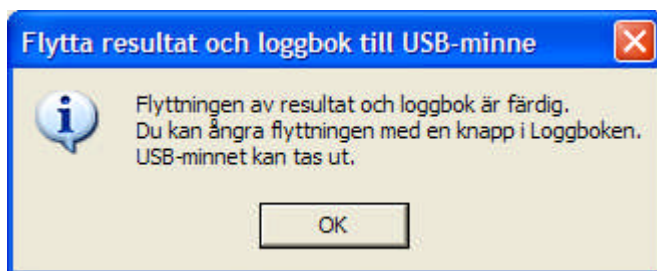 Flytta resultat och loggbok till USB-minne
Flyttningen av resultat och loggbok är färdig.
Du kan ångra flyttningen med en knapp i Loggboken.
USB-minnet kan tas ut.
OK